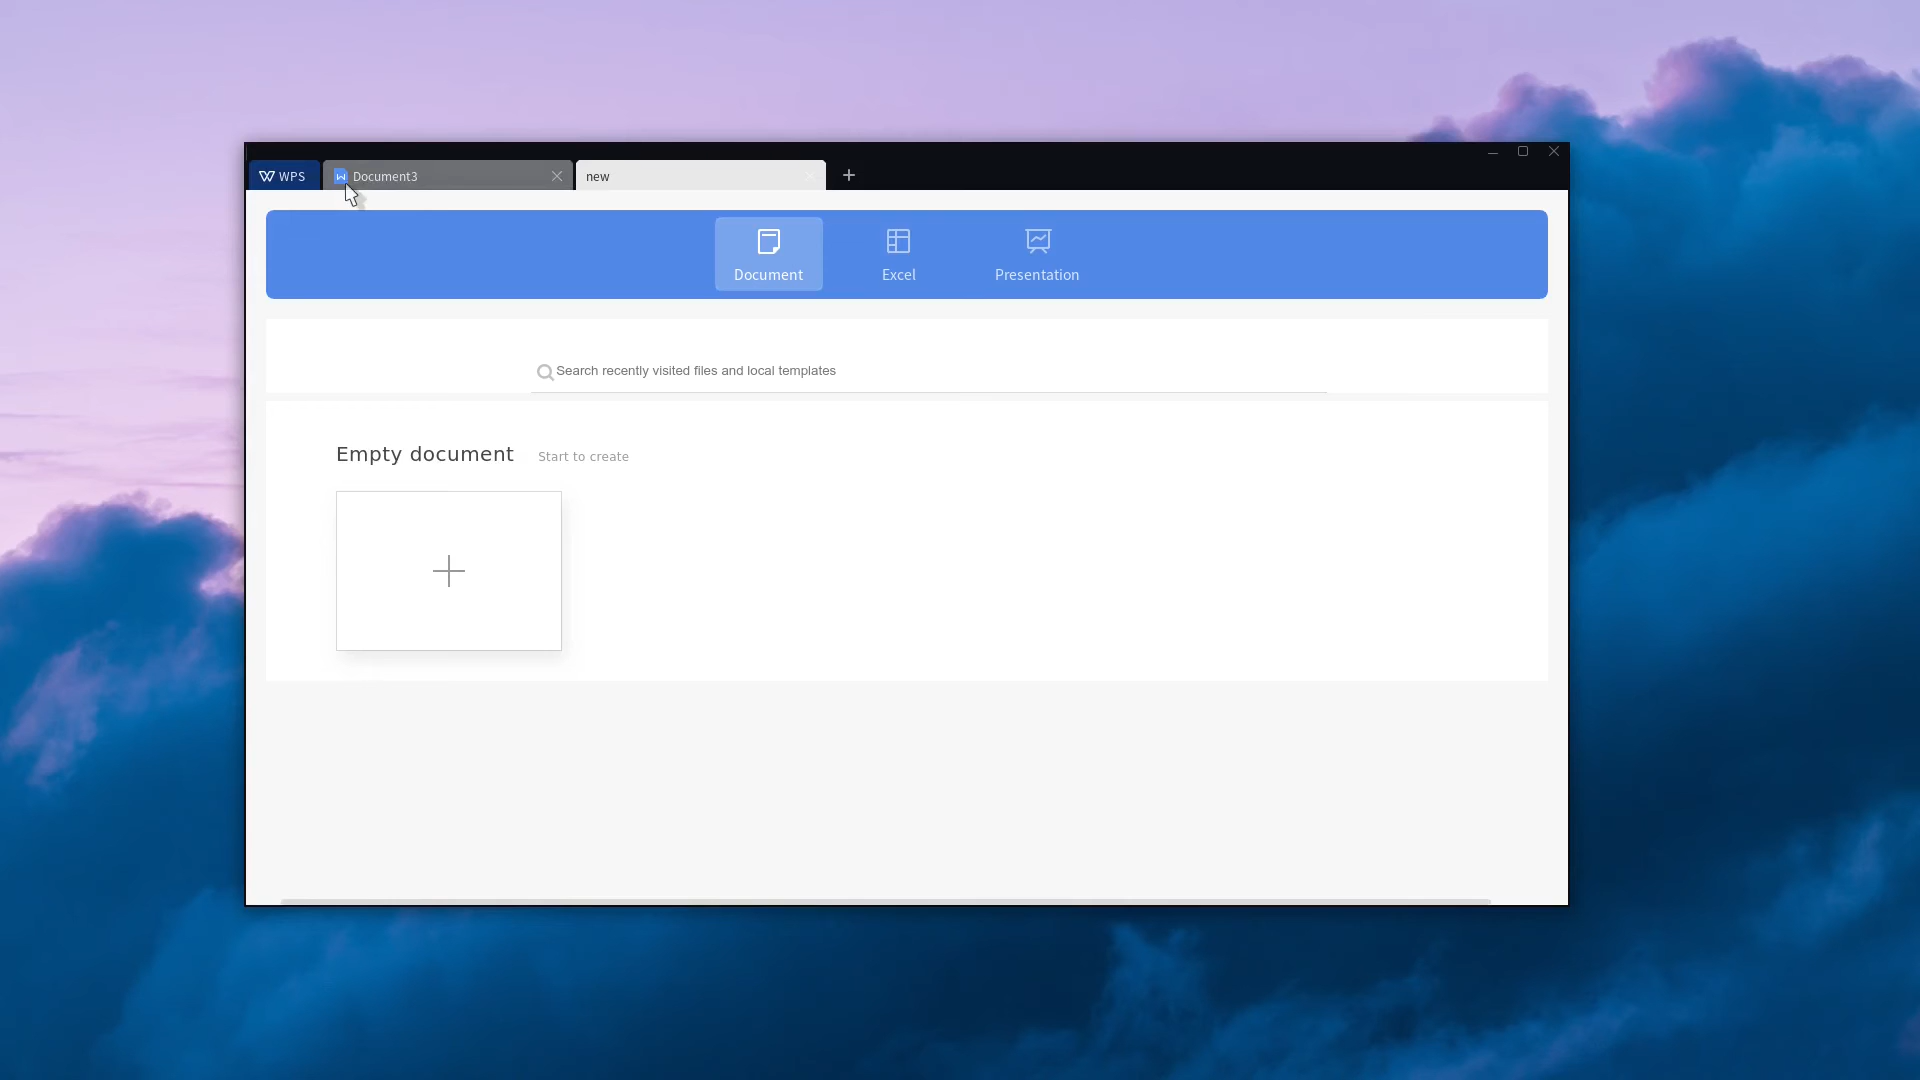 WPS
Document3
new
Document
Excel
Presentation
Search recently visited files and local templates
Empty document
Start to create